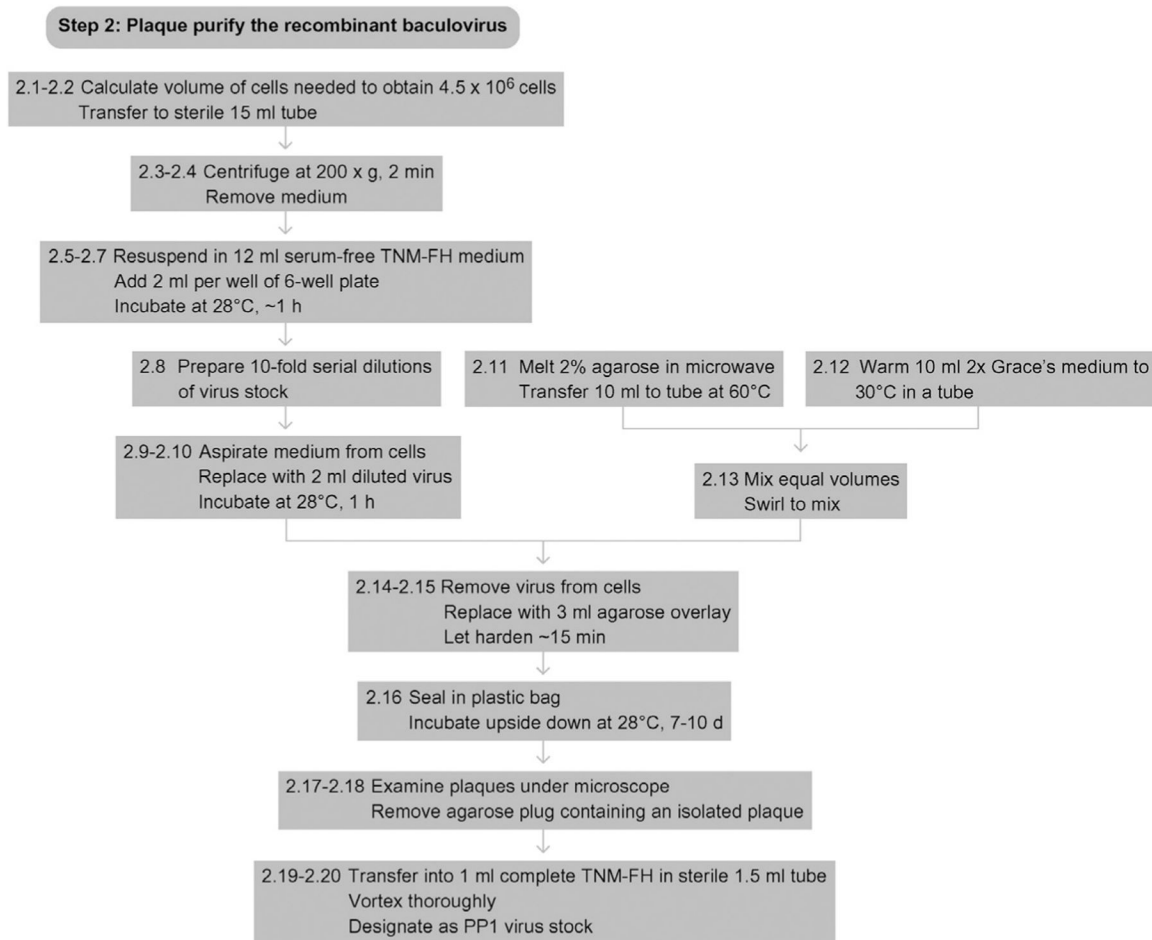 Step 2: Plaque purify the recombinant baculovirus
2.1-2.2 Calculate volume of cells needed to obtain 4.5 x 10⁶ cells
Transfer to sterile 15 ml tube
2.3-2.4 Centrifuge at 200 x g, 2 min
Remove medium
2.5-2.7 Resuspend in 12 ml serum-free TNM-FH medium
Add 2 ml per well of 6-well plate
Incubate at 28°C, ~1 h
2.8 Prepare 10-fold serial dilutions
of virus stock
2.9-2.10 Aspirate medium from cells
Replace with 2 ml diluted virus
Incubate at 28°C, 1 h
2.11 Melt 2% agarose in microwave
Transfer 10 ml to tube at 60°C
2.12 Warm 10 ml 2x Grace's medium to
30°C in a tube
2.13 Mix equal volumes
Swirl to mix
2.14-2.15 Remove virus from cells
Replace with 3 ml agarose overlay
Let harden ~15 min
2.16 Seal in plastic bag
Incubate upside down at 28°C, 7-10 d
2.17-2.18 Examine plaques under microscope
Remove agarose plug containing an isolated plaque
2.19-2.20 Transfer into 1 ml complete TNM-FH in sterile 1.5 ml tube
Vortex thoroughly
Designate as PP1 virus stock